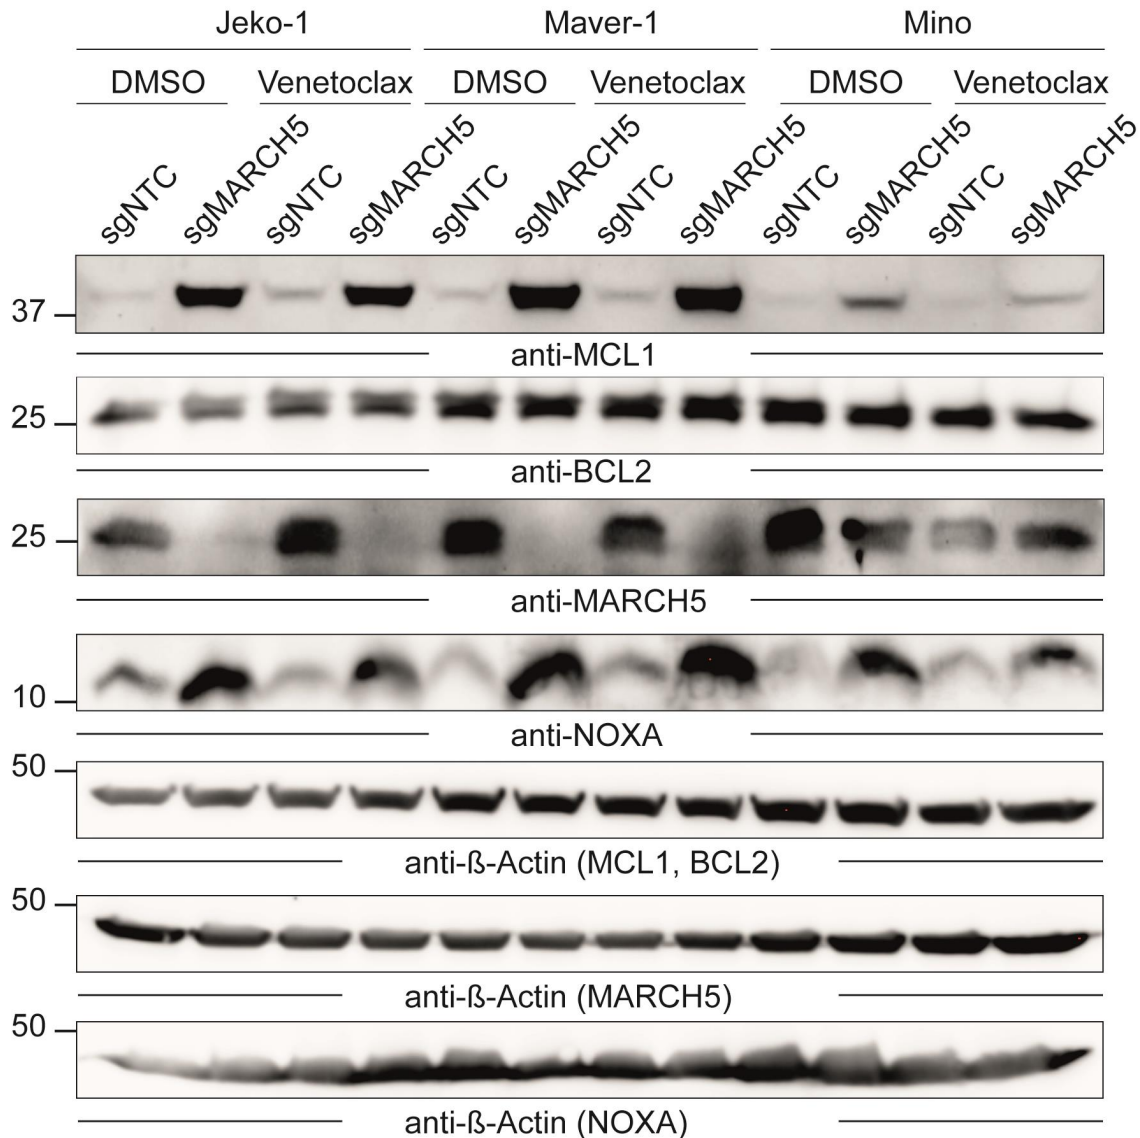 Jeko-1 Maver-1 Mino
DMSO Venetoclax DMSO Venetoclax DMSO Venetoclax
sgNTC sgMARCH5 sgNTC sgMARCH5 sgNTC sgMARCH5 sgNTC sgMARCH5 sgNTC sgMARCH5 sgNTC sgMARCH5
37
anti-MCL1
25
anti-BCL2
25
anti-MARCH5
10
anti-NOXA
50
anti-ß-Actin (MCL1, BCL2)
50
anti-ß-Actin (MARCH5)
50
anti-ß-Actin (NOXA)